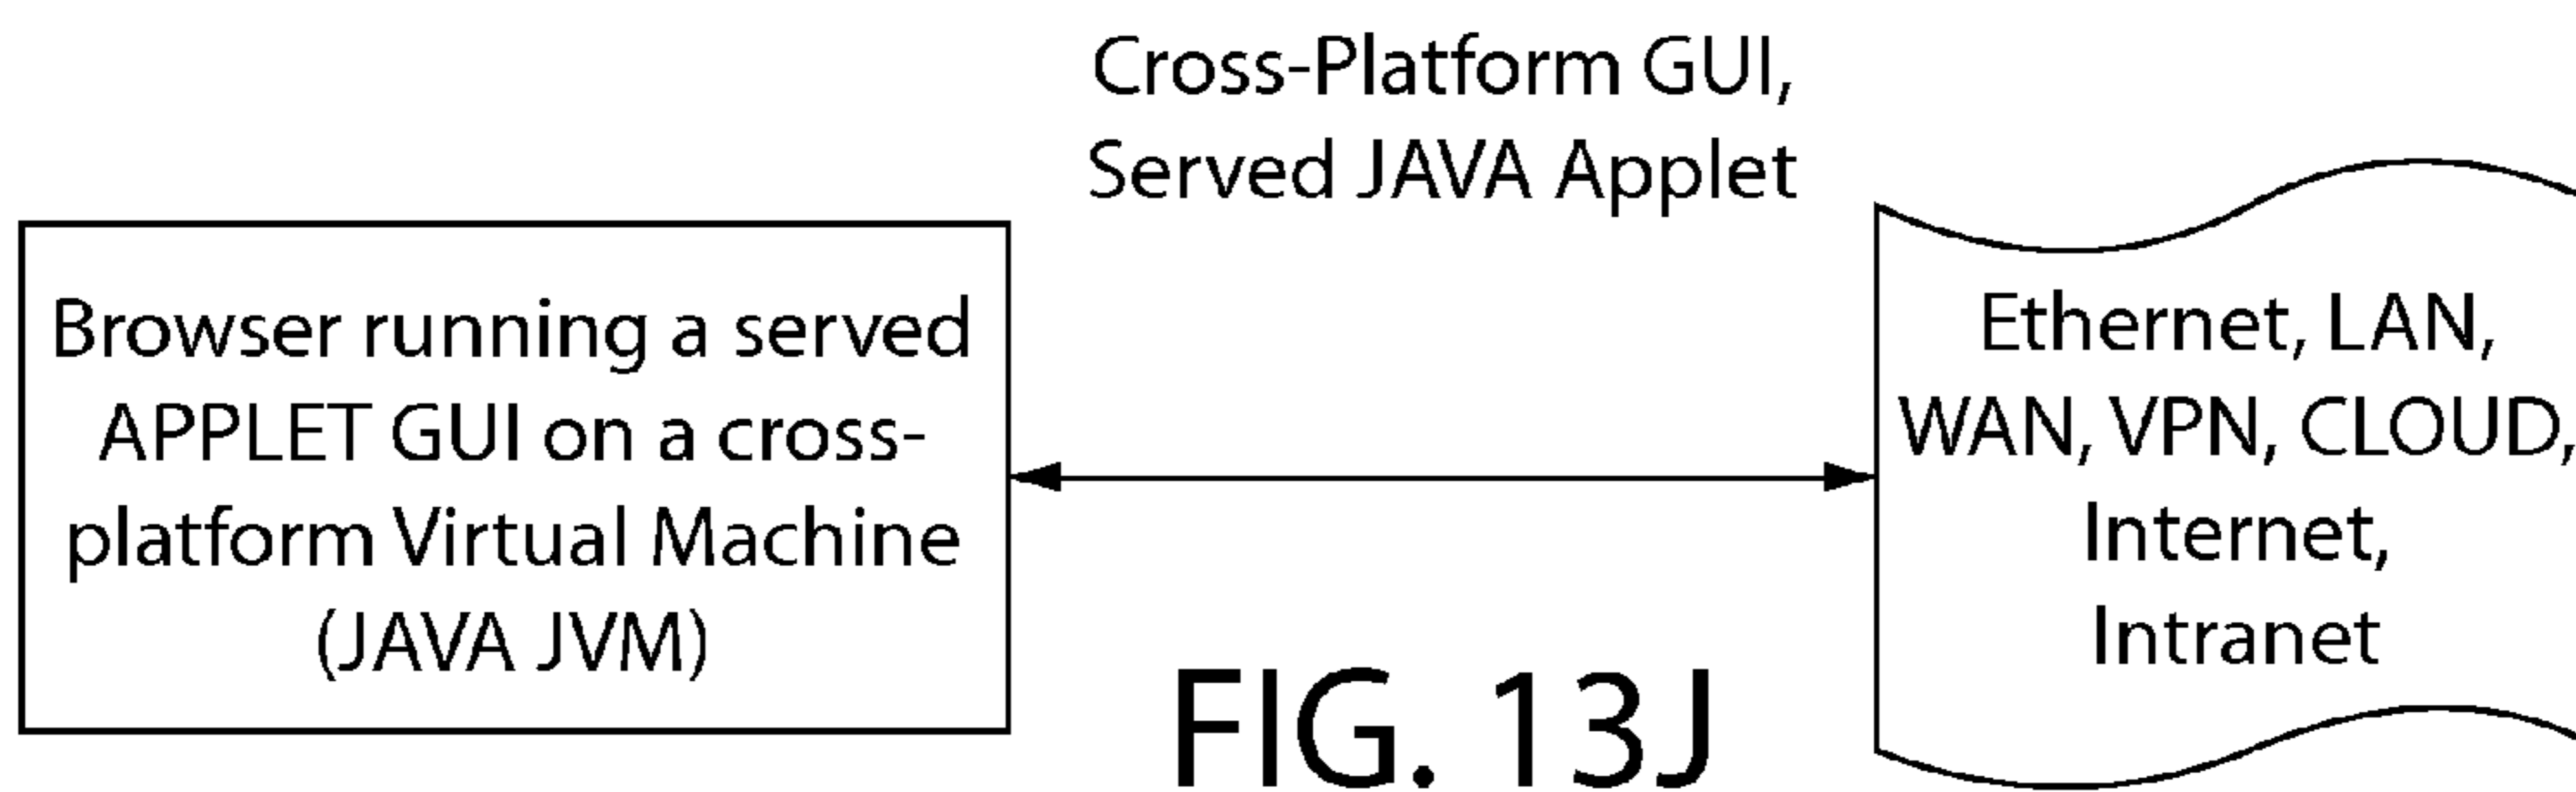 Cross-Platform GUI,
Served JAVA Applet
Browser running a served
APPLET GUI on a cross-
platform Virtual Machine
(JAVA JVM)
Ethernet, LAN,
WAN, VPN, CLOUD,
Internet,
Intranet
FIG. 13J